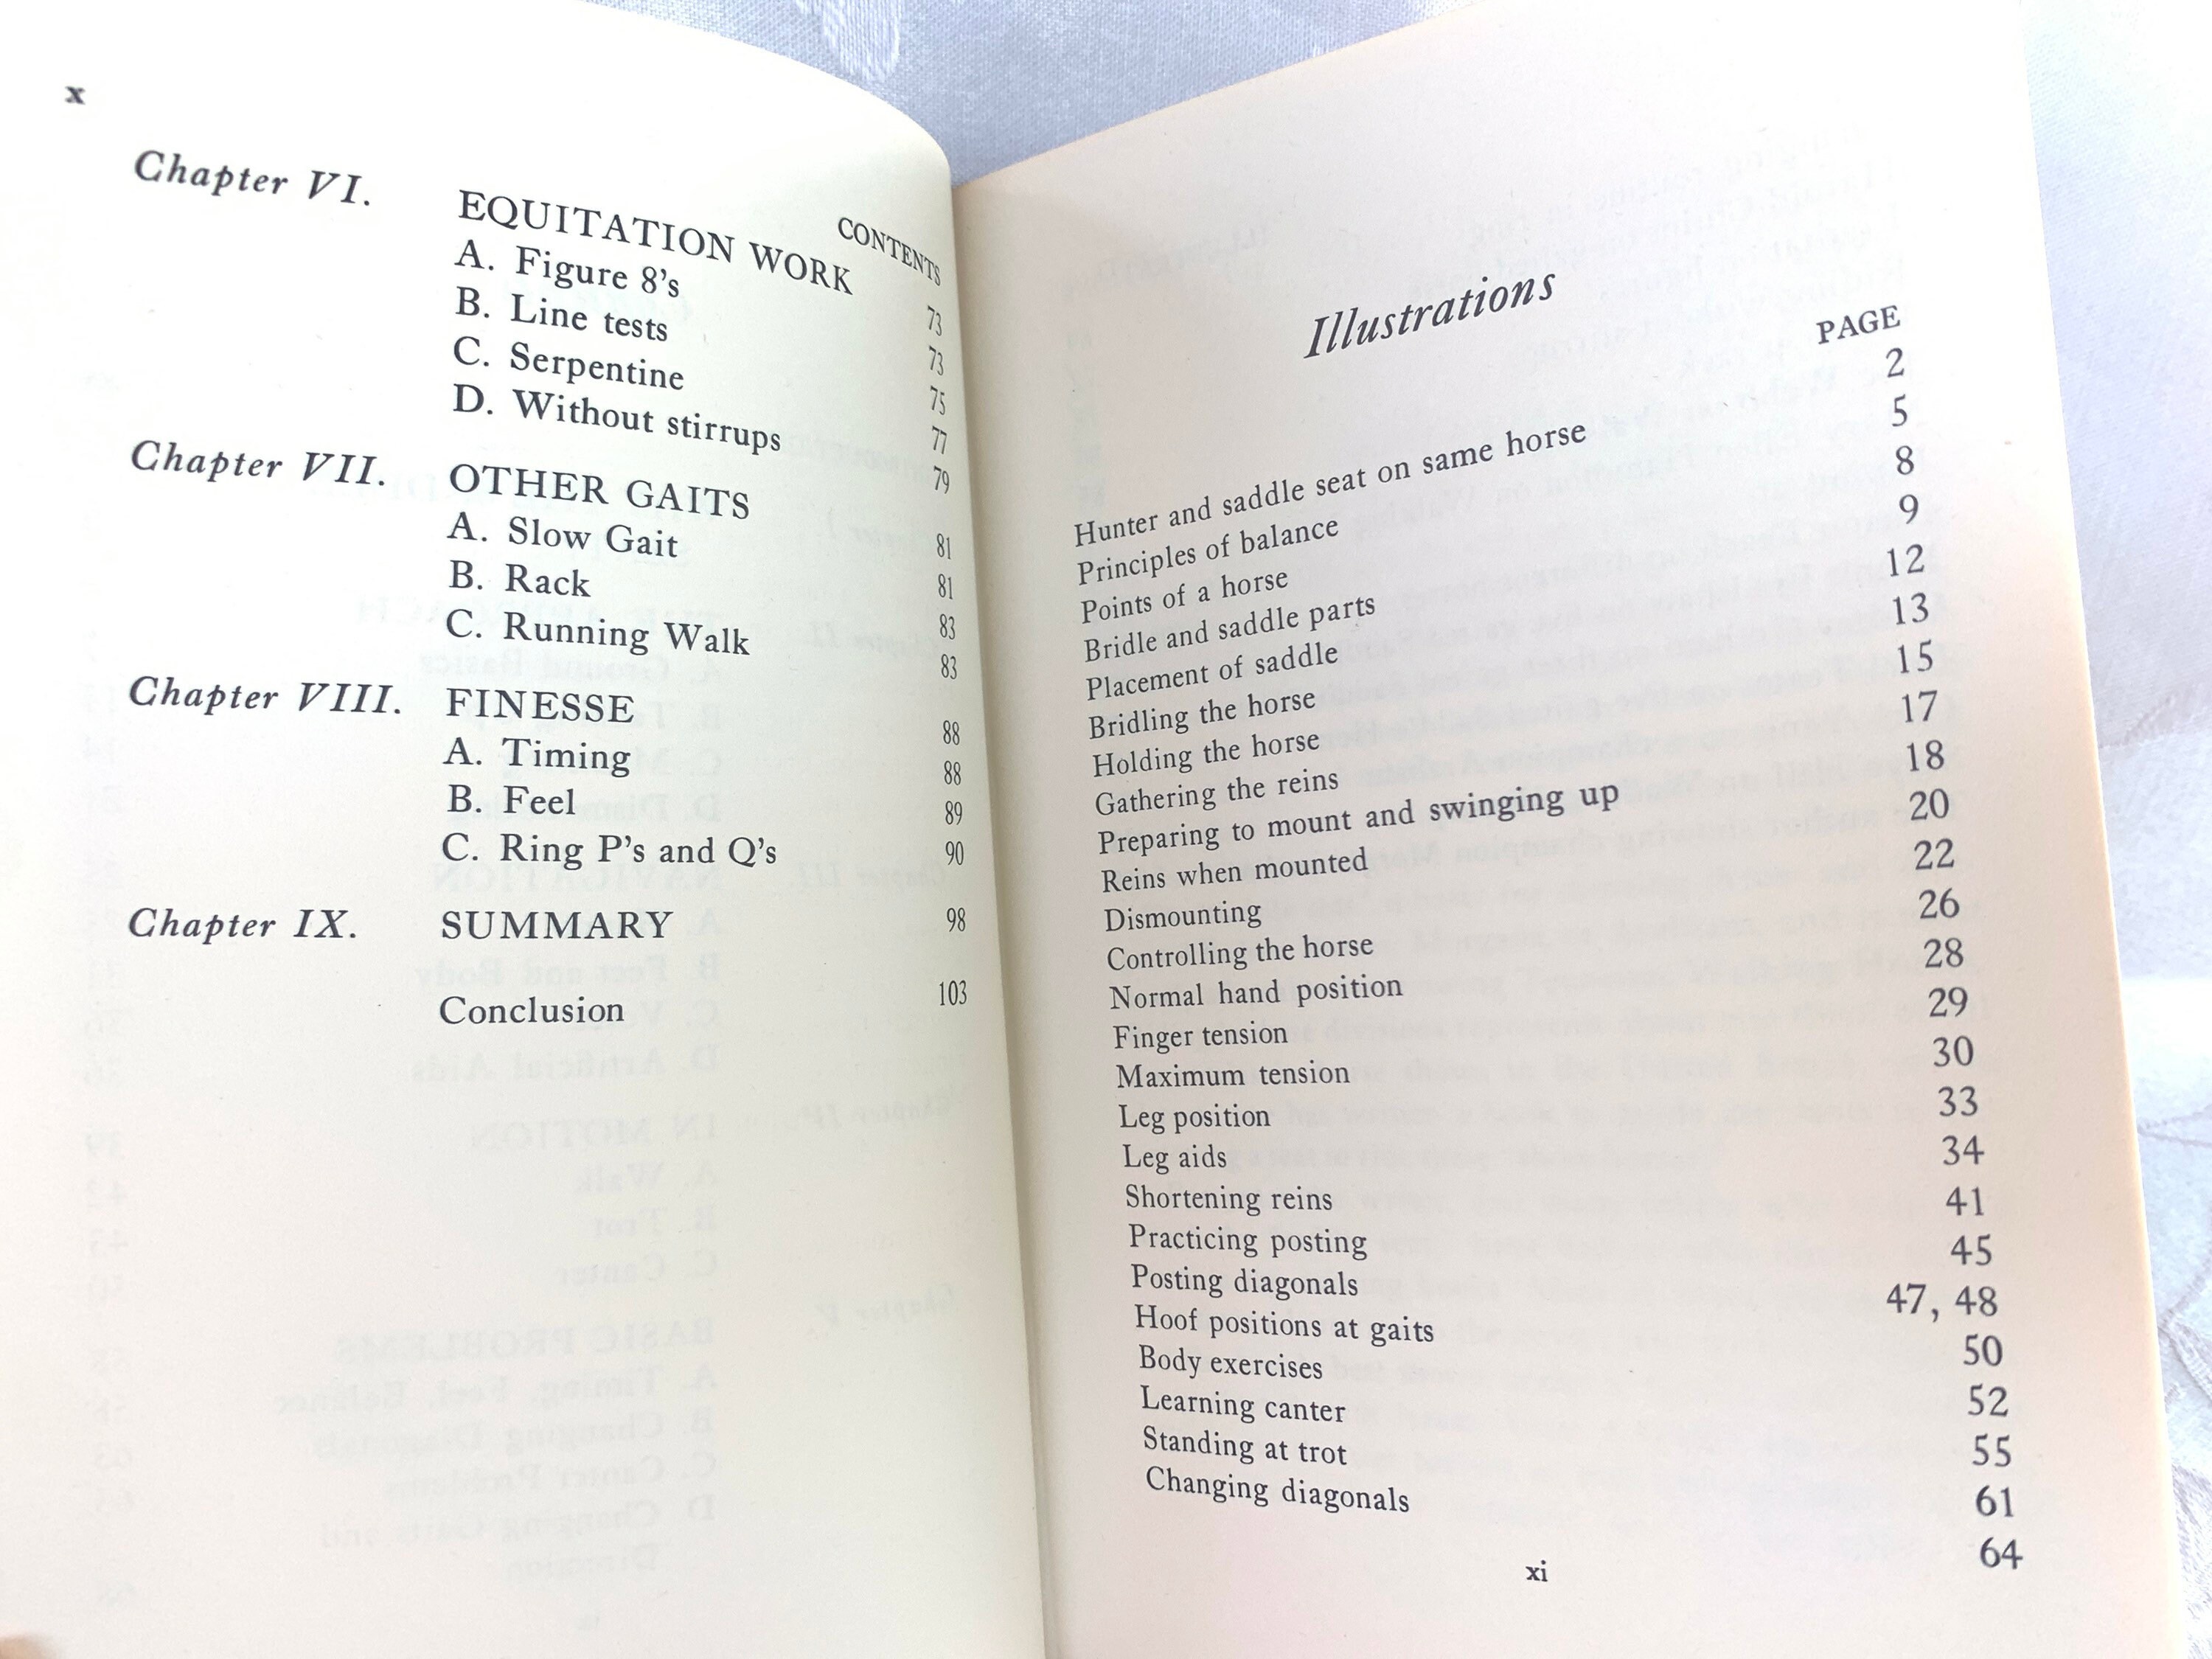 x
CONTENTS
Chapter VI. EQUITATION WORK 73
A. Figure 8's 73
B. Line tests 75
C. Serpentine 77
D. Without stirrups 79
Chapter VII. OTHER GAITS 81
A. Slow Gait 81
B. Rack 83
C. Running Walk 83
Chapter VIII. FINESSE 88
A. Timing 88
B. Feel 89
C. Ring P's and Q's 90
Chapter IX. SUMMARY 98
Conclusion 103
Illustrations
PAGE
Hunter and saddle seat on same horse 2
Principles of balance 5
Points of a horse 8
Bridle and saddle parts 9
Placement of saddle 12
Bridling the horse 13
Holding the horse 15
Gathering the reins 17
Preparing to mount and swinging up 18
Reins when mounted 20
Dismounting 22
Controlling the horse 26
Normal hand position 28
Finger tension 29
Maximum tension 30
Leg position 33
Leg aids 34
Shortening reins 41
Practicing posting 45
Posting diagonals 47, 48
Hoof positions at gaits 50
Body exercises 52
Learning canter 55
Standing at trot 61
Changing diagonals 64
xi